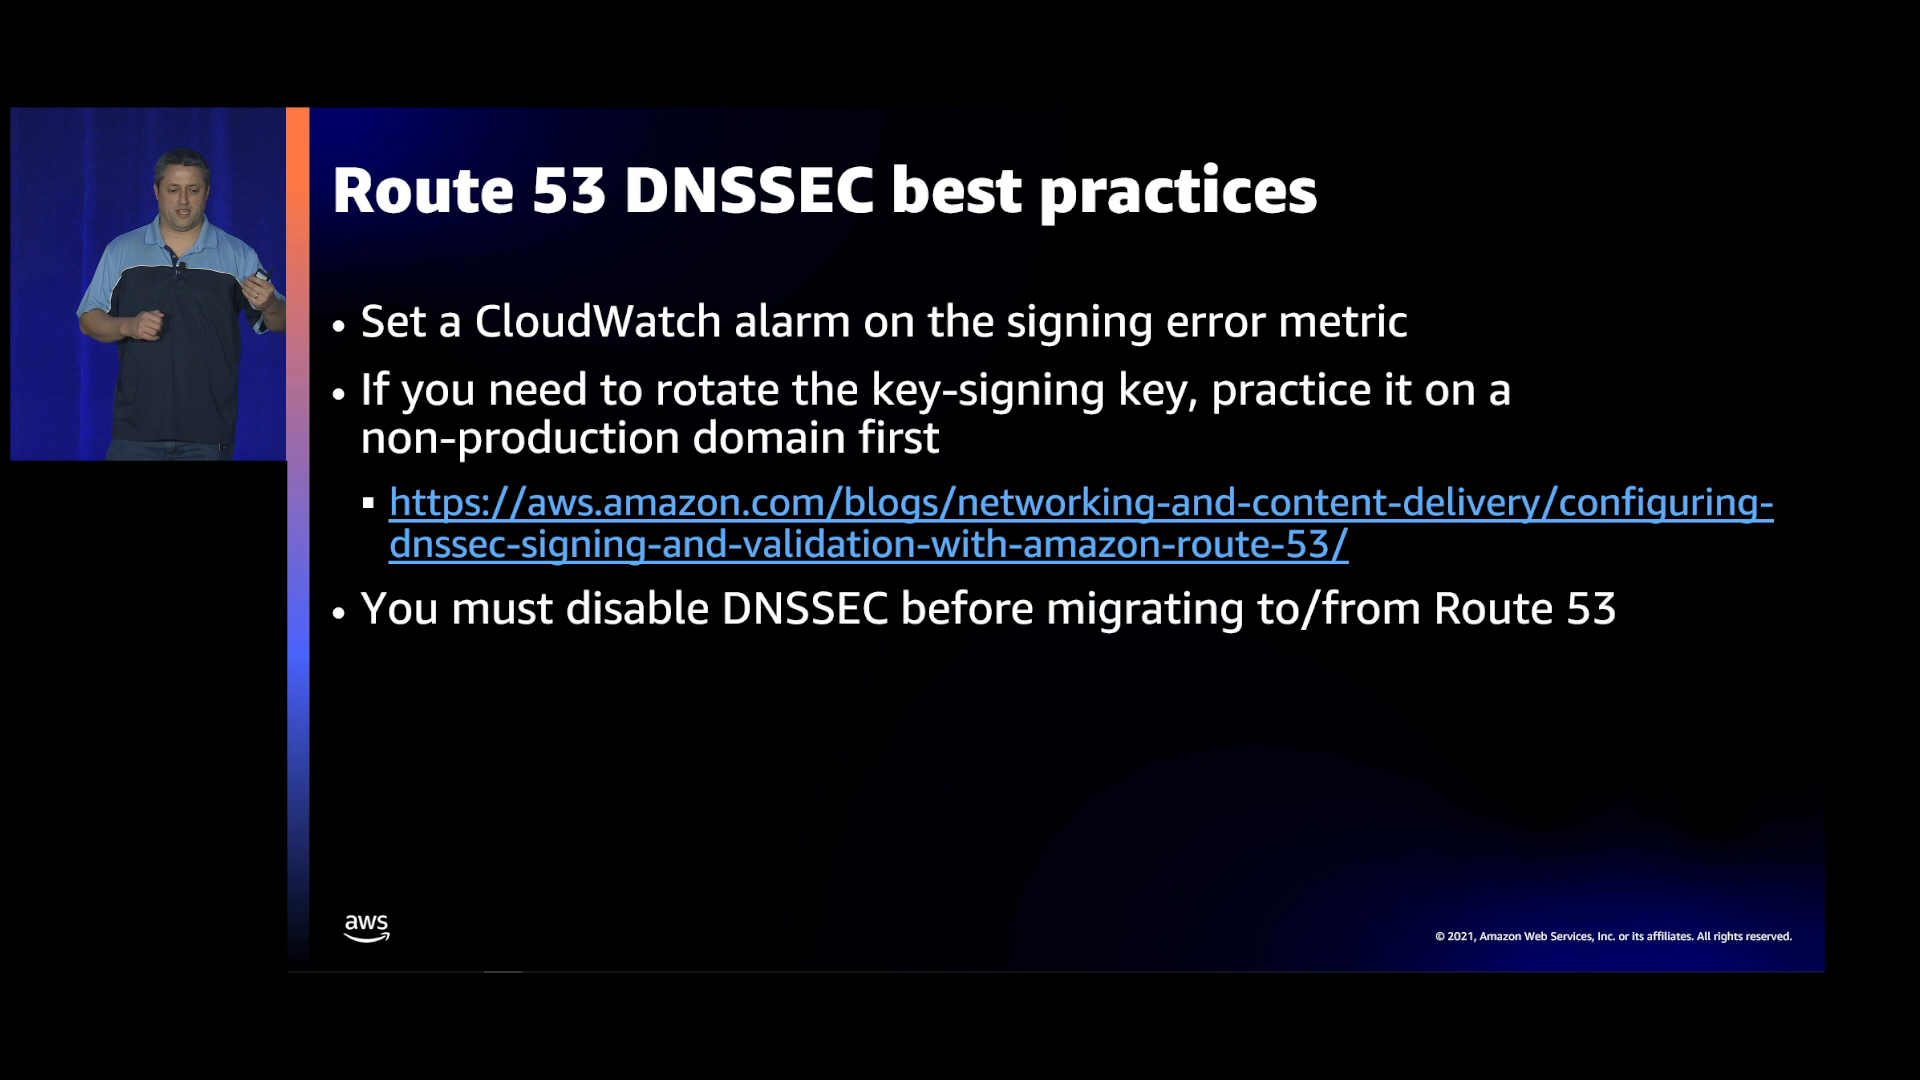 Route 53 DNSSEC best practices
• Set a CloudWatch alarm on the signing error metric
• If you need to rotate the key-signing key, practice it on a
non-production domain first
▪ https://aws.amazon.com/blogs/networking-and-content-delivery/configuring-
dnssec-signing-and-validation-with-amazon-route-53/
• You must disable DNSSEC before migrating to/from Route 53
aws
© 2021, Amazon Web Services, Inc. or its affiliates. All rights reserved.